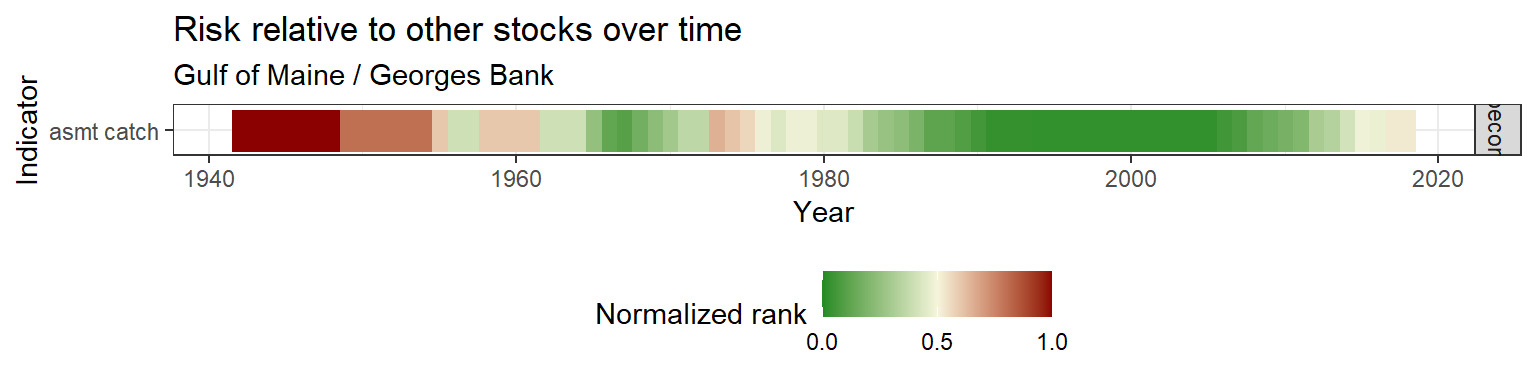 Risk relative to other stocks over time
Gulf of Maine / Georges Bank
Indicator
asmt catch
1940 1960 1980 2000 2020
Year
Normalized rank
0.0 0.5 1.0